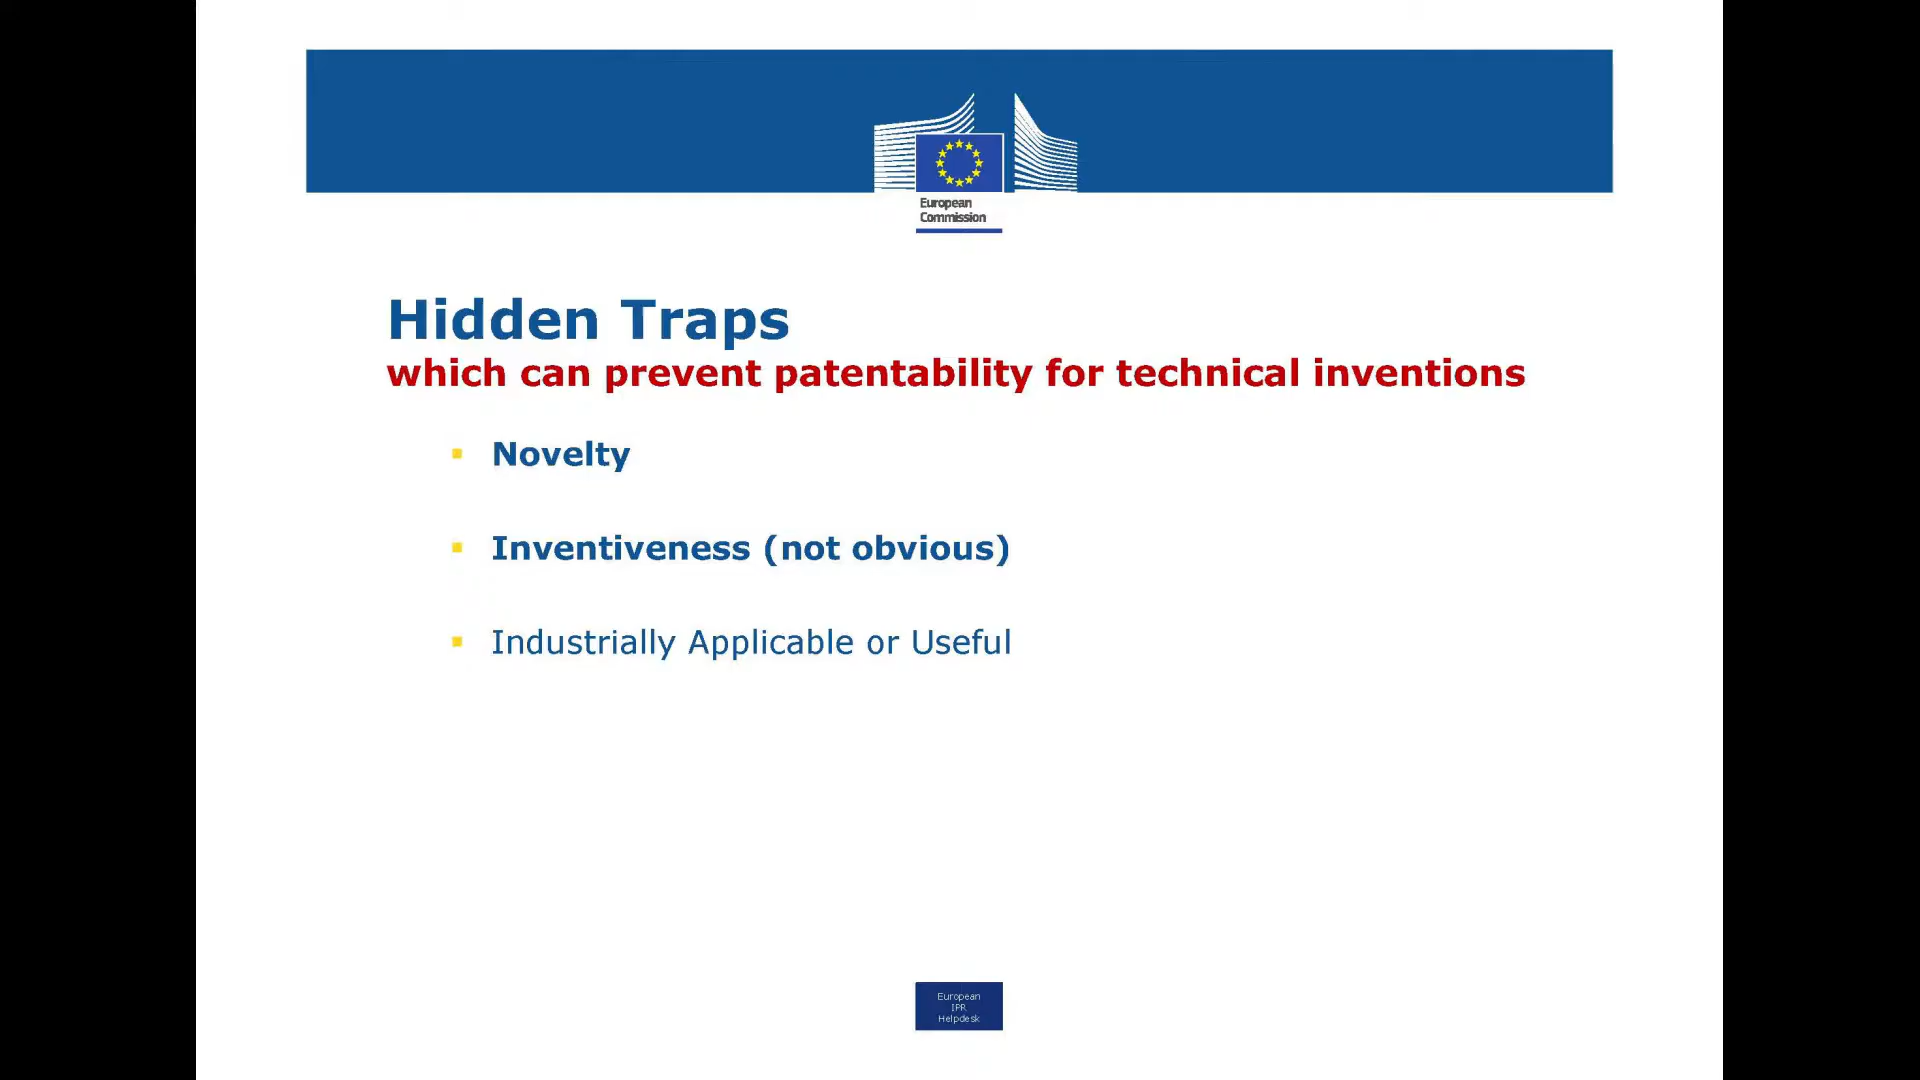 European
Commission
Hidden Traps
which can prevent patentability for technical inventions
Novelty
Inventiveness (not obvious)
Industrially Applicable or Useful
European
IPR
Helpdesk